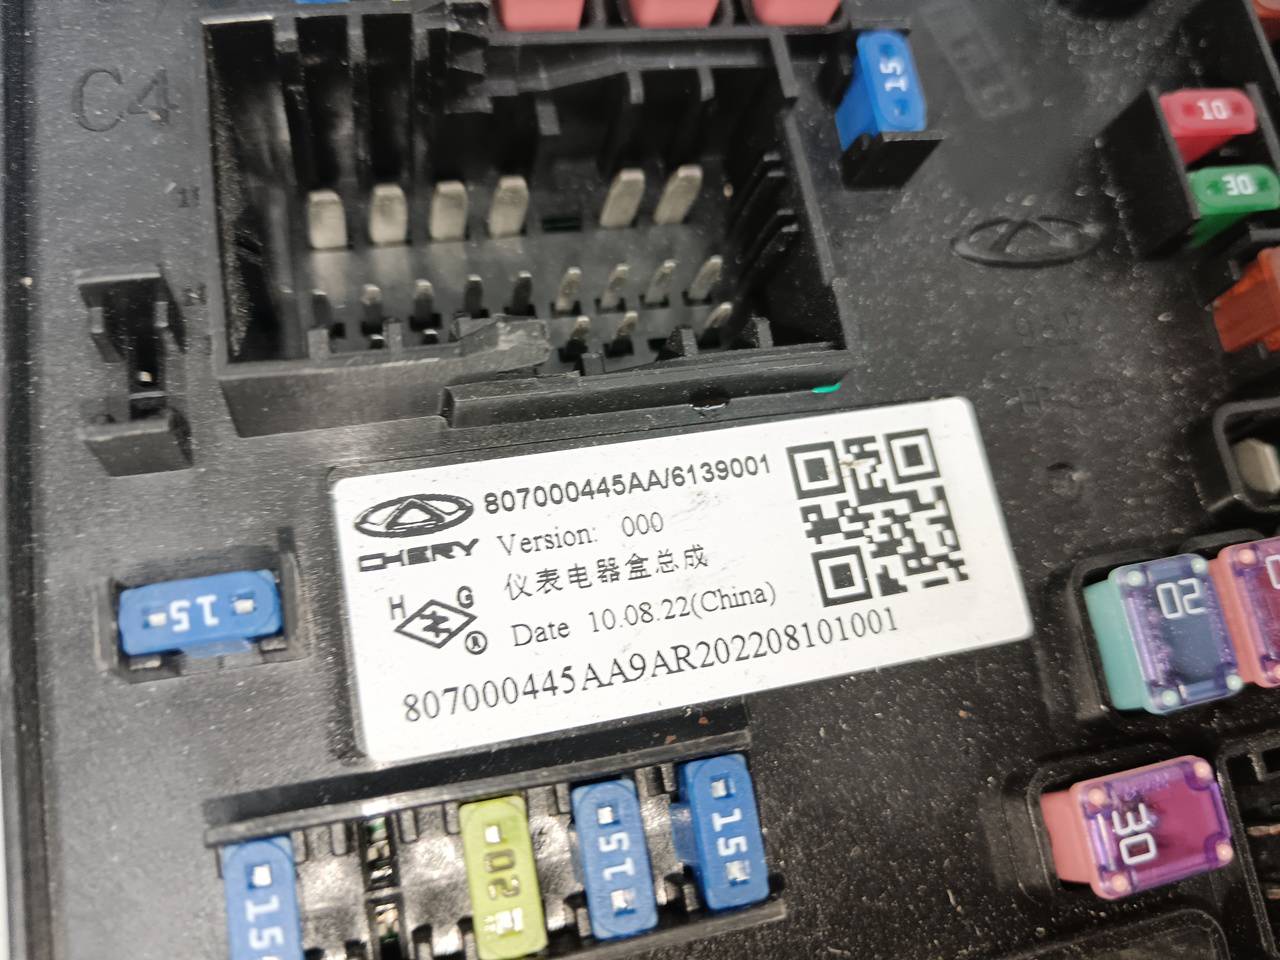 C4
15
10
30
807000445AA/6139001
CHERY
Version: 000
仪表电器盒总成
H G
Date 10.08.22(China)
807000445AA9AR202208101001
15
20
30
15
20
15
15